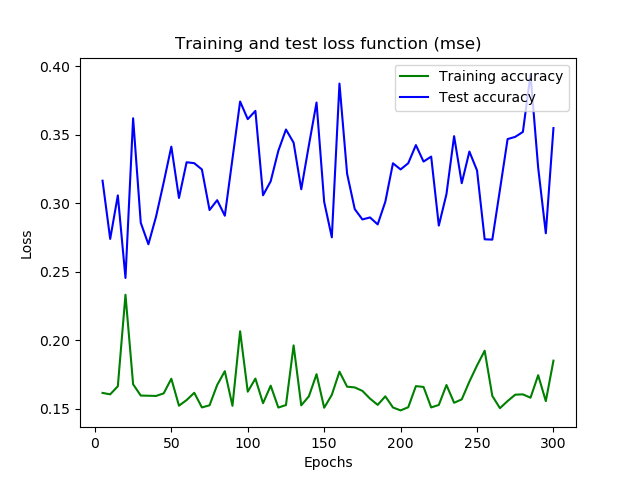 Training and test loss function (mse)
Training accuracy
Test accuracy
0.40
0.35
0.30
0.25
0.20
0.15
Loss
0
50
100
150
200
250
300
Epochs